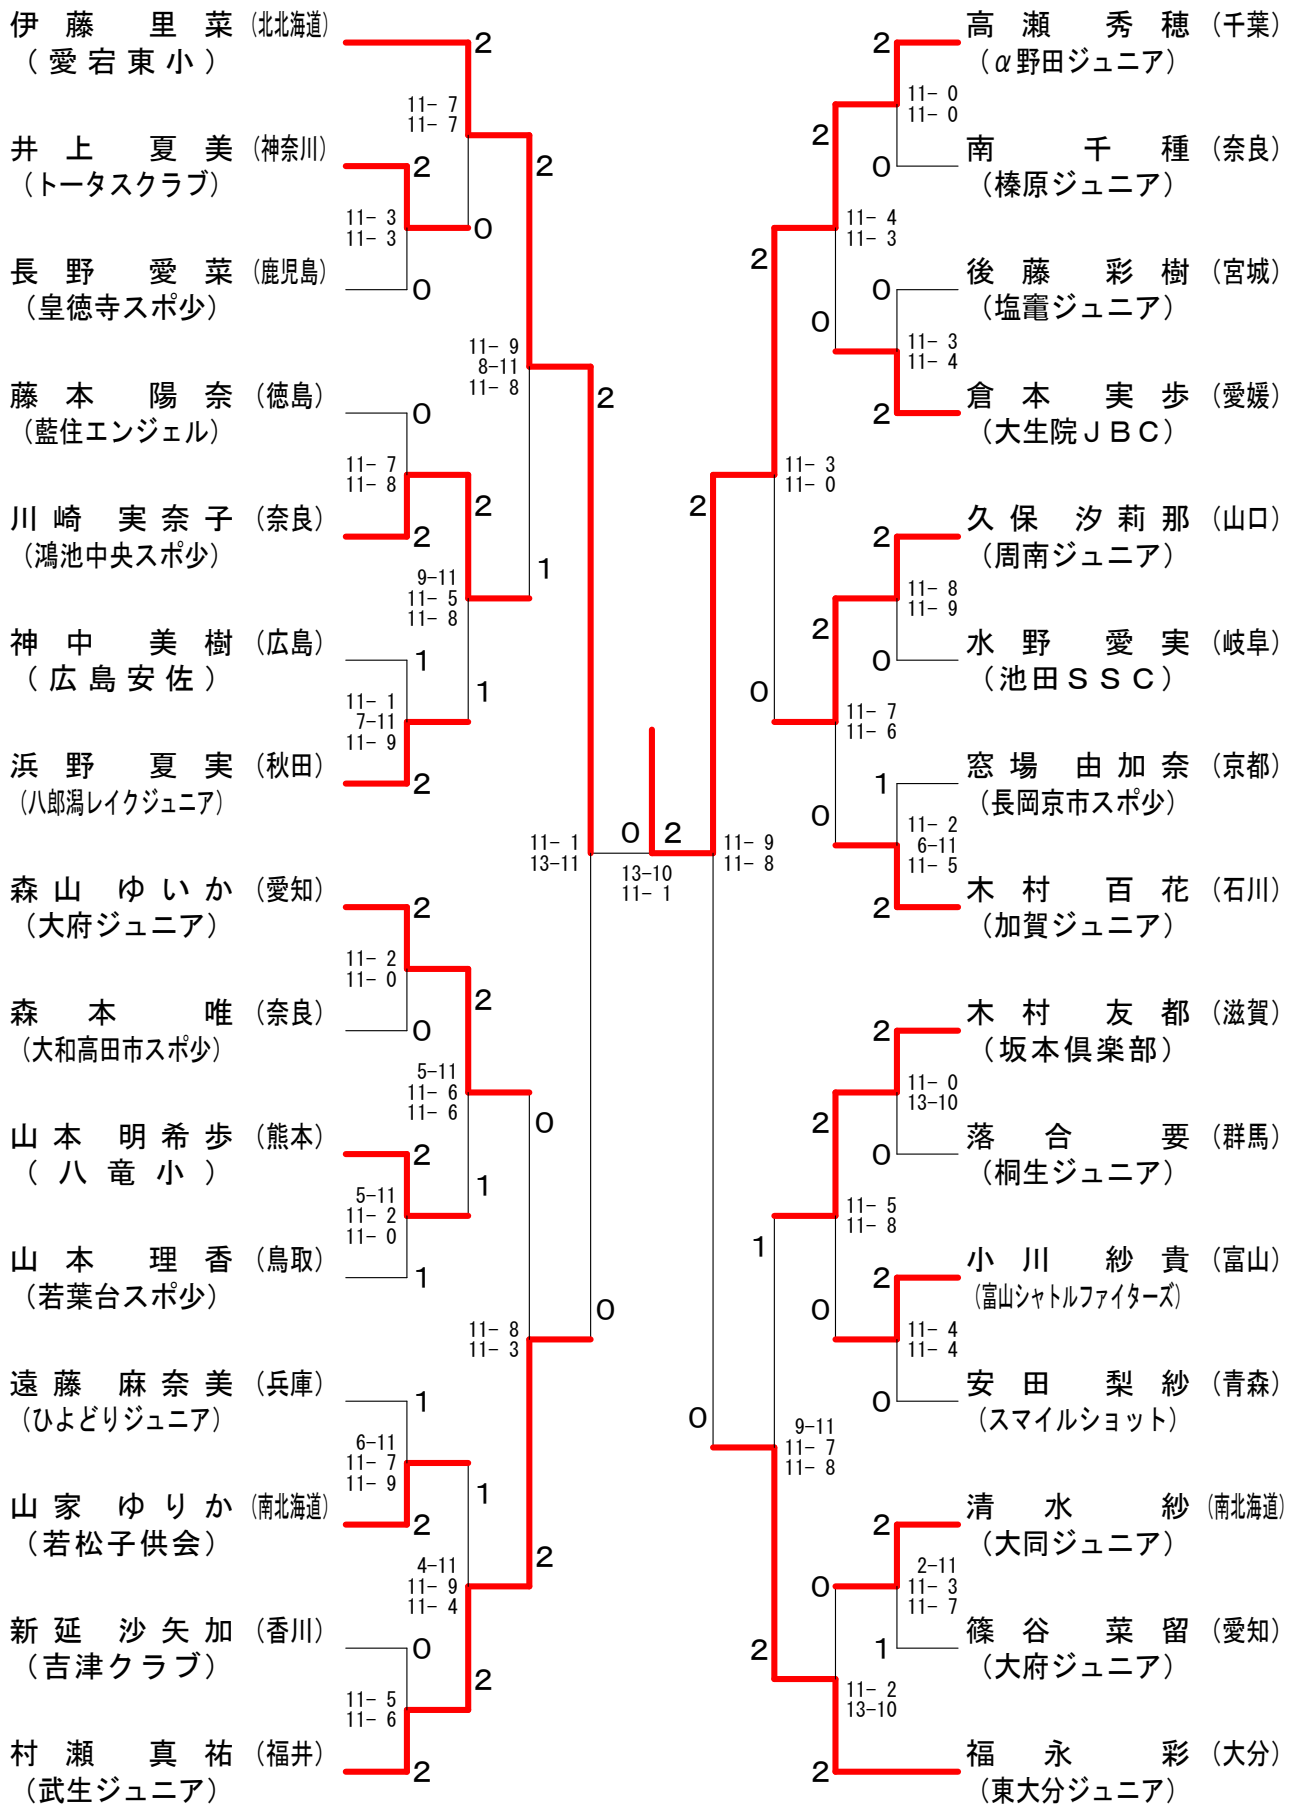 伊藤 里菜 (北北海道)
2
(愛宕東小)
11- 7
11- 7
井上 夏美 (神奈川)
2
2
(トータスクラブ)
11- 3
11- 3
0
長野 愛菜 (鹿児島)
0
(皇徳寺スポ少)
11- 9
8-11
11- 8
藤本 陽奈 (徳島)
0
2
(藍住エンジェル)
11- 7
11- 8
川崎 実奈子 (奈良)
2
2
(鴻池中央スポ少)
9-11
11- 5
11- 8
1
神中 美樹 (広島)
1
(広島安佐)
1
11- 1
7-11
11- 9
浜野 夏実 (秋田)
2
(八郎潟レイクジュニア)
11- 1
13-11
森山 ゆいか (愛知)
2
(大府ジュニア)
11- 2
11- 0
2
森本 唯 (奈良)
0
(大和高田市スポ少)
5-11
11- 6
11- 6
0
山本 明希歩 (熊本)
2
(八竜小)
1
5-11
11- 2
11- 0
山本 理香 (鳥取)
1
(若葉台スポ少)
0
11- 8
11- 3
遠藤 麻奈美 (兵庫)
1
(ひよどりジュニア)
6-11
11- 7
11- 9
1
山家 ゆりか (南北海道)
2
(若松子供会)
2
4-11
11- 9
11- 4
新延 沙矢加 (香川)
0
(吉津クラブ)
2
11- 5
11- 6
村瀬 真祐 (福井)
2
(武生ジュニア)
0
2
13-10
11- 1
高瀬 秀穂 (千葉)
2
(α野田ジュニア)
11- 0
11- 0
2
南 千種 (奈良)
0
(榛原ジュニア)
11- 4
11- 3
2
後藤 彩樹 (宮城)
0
(塩竈ジュニア)
0
11- 3
11- 4
倉本 実歩 (愛媛)
2
(大生院JBC)
11- 3
11- 0
2
久保 汐莉那 (山口)
2
(周南ジュニア)
11- 8
11- 9
2
水野 愛実 (岐阜)
0
(池田SSC)
0
11- 7
11- 6
窓場 由加奈 (京都)
1
(長岡京市スポ少)
0
11- 2
6-11
11- 5
11- 9
11- 8
木村 百花 (石川)
2
(加賀ジュニア)
木村 友都 (滋賀)
2
(坂本倶楽部)
11- 0
13-10
2
落合 要 (群馬)
0
(桐生ジュニア)
11- 5
11- 8
1
小川 紗貴 (富山)
2
(富山シャトルファイターズ)
0
11- 4
11- 4
安田 梨紗 (青森)
0
(スマイルショット)
0
9-11
11- 7
11- 8
清水 紗 (南北海道)
2
(大同ジュニア)
2-11
11- 3
11- 7
0
篠谷 菜留 (愛知)
1
(大府ジュニア)
2
11- 2
13-10
福永 彩 (大分)
2
(東大分ジュニア)